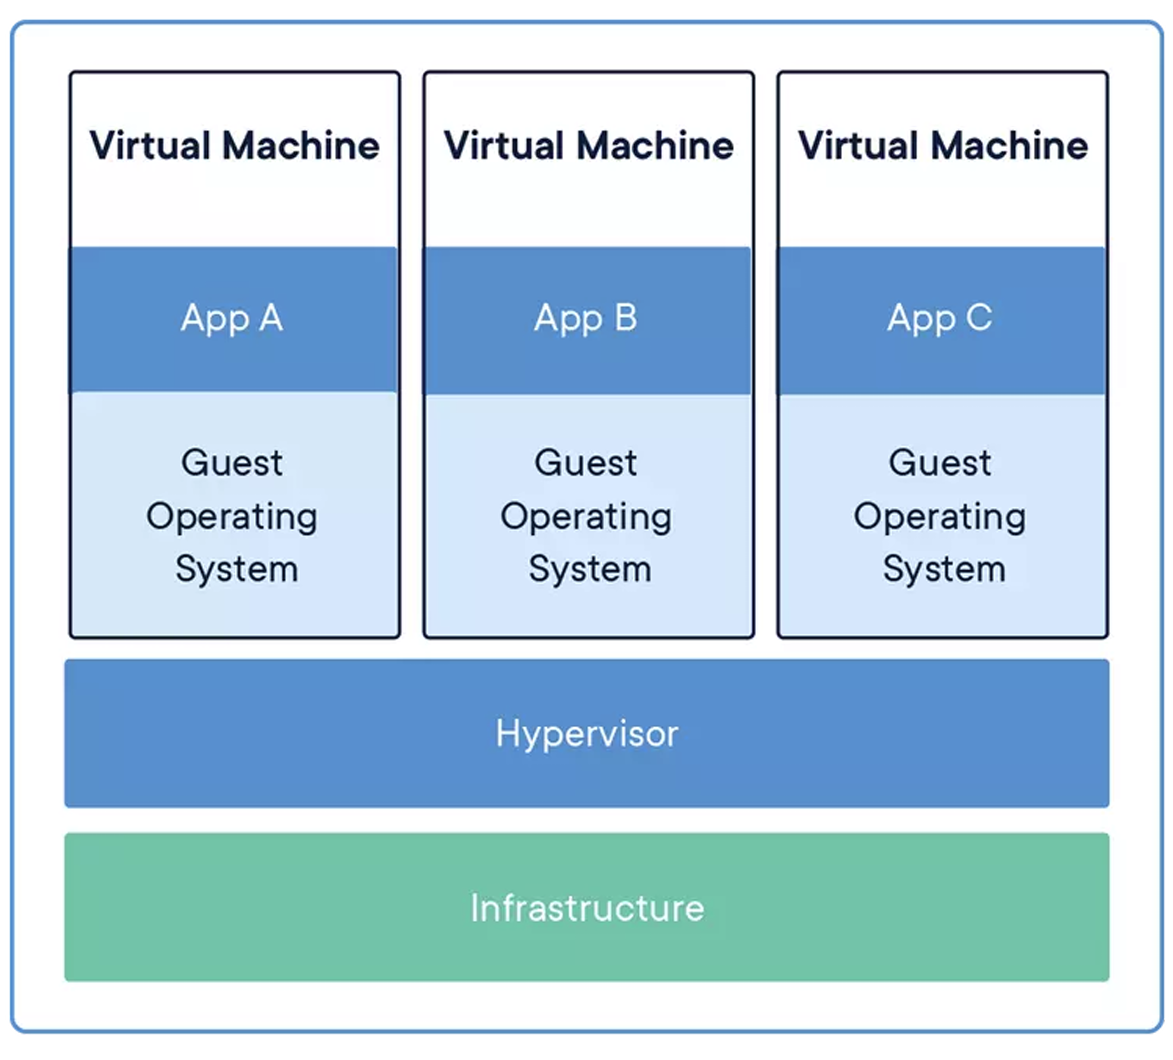 Virtual Machine
Virtual Machine
Virtual Machine
App A
App B
App C
Guest
Operating
System
Guest
Operating
System
Guest
Operating
System
Hypervisor
Infrastructure